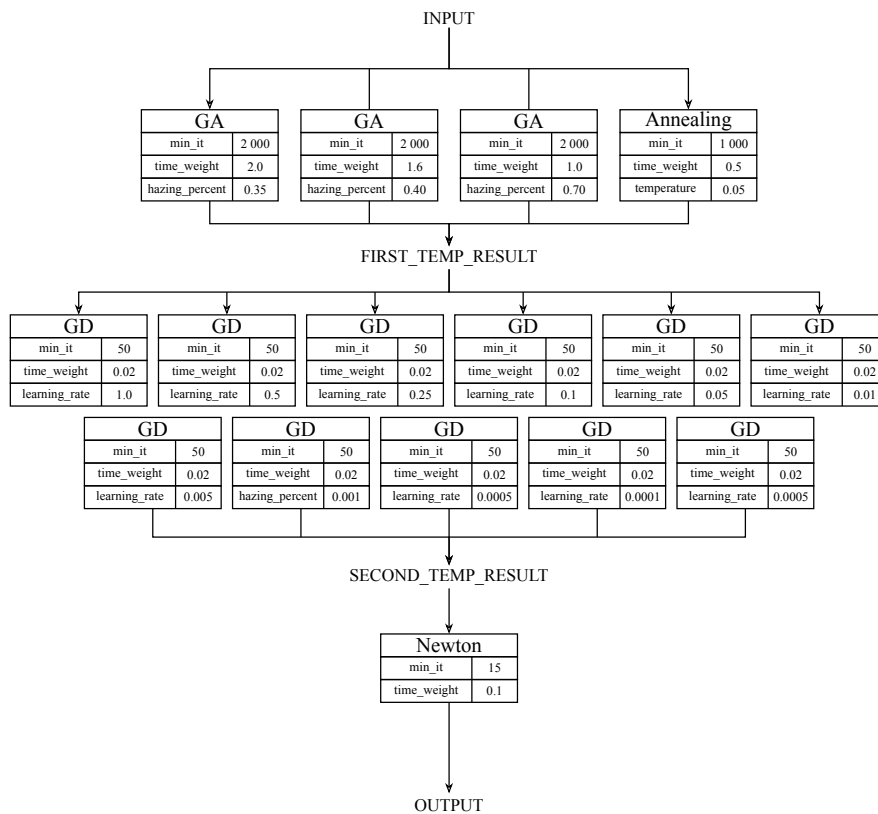 INPUT
GA
min_it 2 000
time_weight 2.0
hazing_percent 0.35
GA
min_it 2 000
time_weight 1.6
hazing_percent 0.40
GA
min_it 2 000
time_weight 1.0
hazing_percent 0.70
Annealing
min_it 1 000
time_weight 0.5
temperature 0.05
FIRST_TEMP_RESULT
GD
min_it 50
time_weight 0.02
learning_rate 1.0
GD
min_it 50
time_weight 0.02
learning_rate 0.5
GD
min_it 50
time_weight 0.02
learning_rate 0.25
GD
min_it 50
time_weight 0.02
learning_rate 0.1
GD
min_it 50
time_weight 0.02
learning_rate 0.05
GD
min_it 50
time_weight 0.02
learning_rate 0.01
GD
min_it 50
time_weight 0.02
learning_rate 0.005
GD
min_it 50
time_weight 0.02
hazing_percent 0.001
GD
min_it 50
time_weight 0.02
learning_rate 0.0005
GD
min_it 50
time_weight 0.02
learning_rate 0.0001
GD
min_it 50
time_weight 0.02
learning_rate 0.0005
SECOND_TEMP_RESULT
Newton
min_it 15
time_weight 0.1
OUTPUT